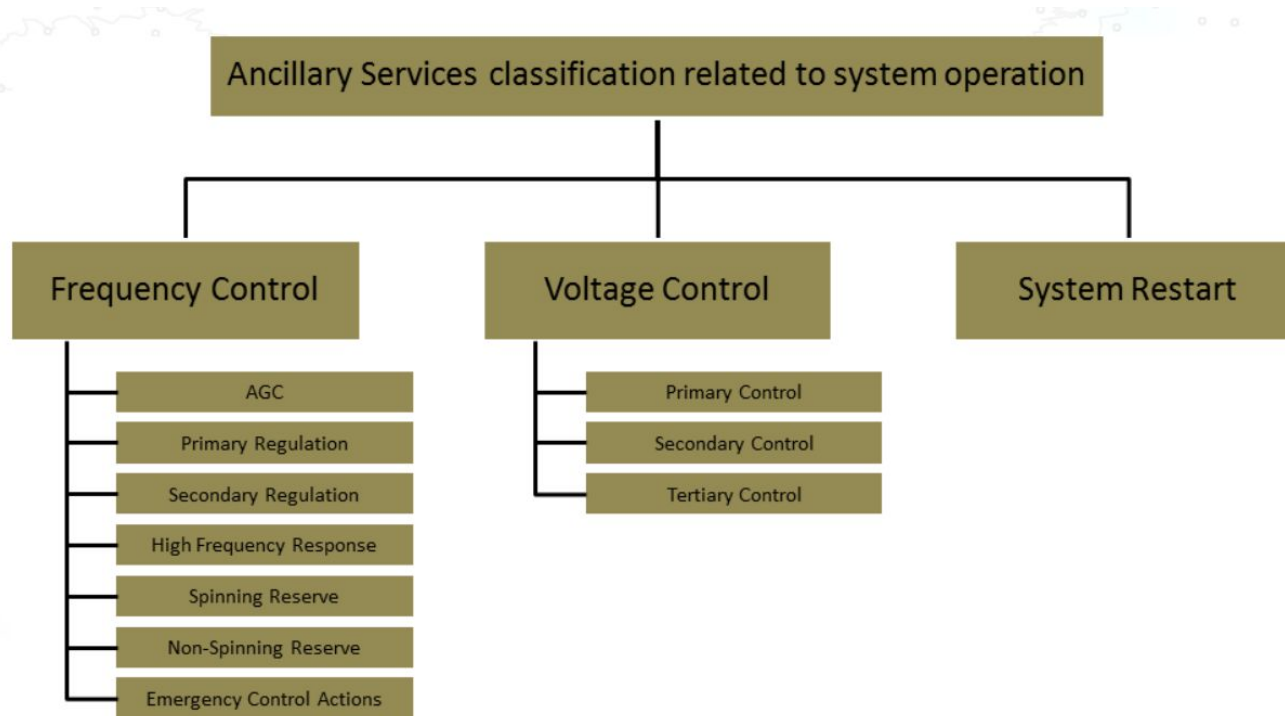 Ancillary Services classification related to system operation
Frequency Control
AGC
Primary Regulation
Secondary Regulation
High Frequency Response
Spinning Reserve
Non-Spinning Reserve
Emergency Control Actions
Voltage Control
Primary Control
Secondary Control
Tertiary Control
System Restart